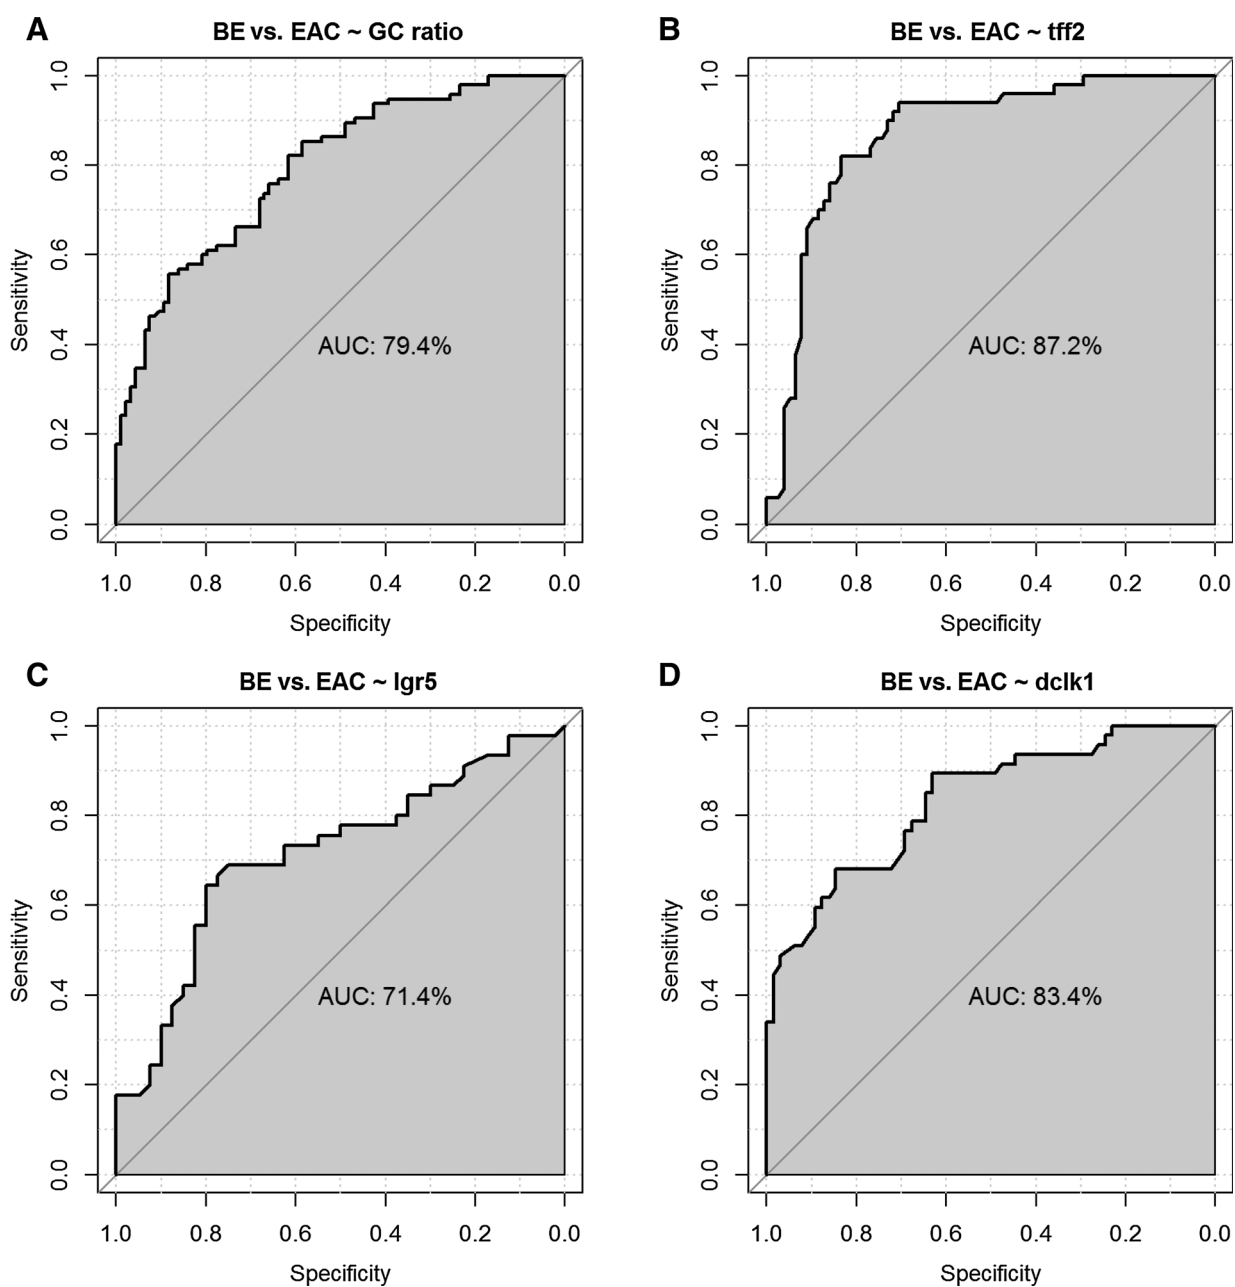 A
BE vs. EAC ~ GC ratio
Sensitivity
1.0
0.8
0.6
0.4
0.2
0.0
AUC: 79.4%
1.0 0.8 0.6 0.4 0.2 0.0
Specificity
B
BE vs. EAC ~ tff2
Sensitivity
1.0
0.8
0.6
0.4
0.2
0.0
AUC: 87.2%
1.0 0.8 0.6 0.4 0.2 0.0
Specificity
C
BE vs. EAC ~ lgr5
Sensitivity
1.0
0.8
0.6
0.4
0.2
0.0
AUC: 71.4%
1.0 0.8 0.6 0.4 0.2 0.0
Specificity
D
BE vs. EAC ~ dclk1
Sensitivity
1.0
0.8
0.6
0.4
0.2
0.0
AUC: 83.4%
1.0 0.8 0.6 0.4 0.2 0.0
Specificity